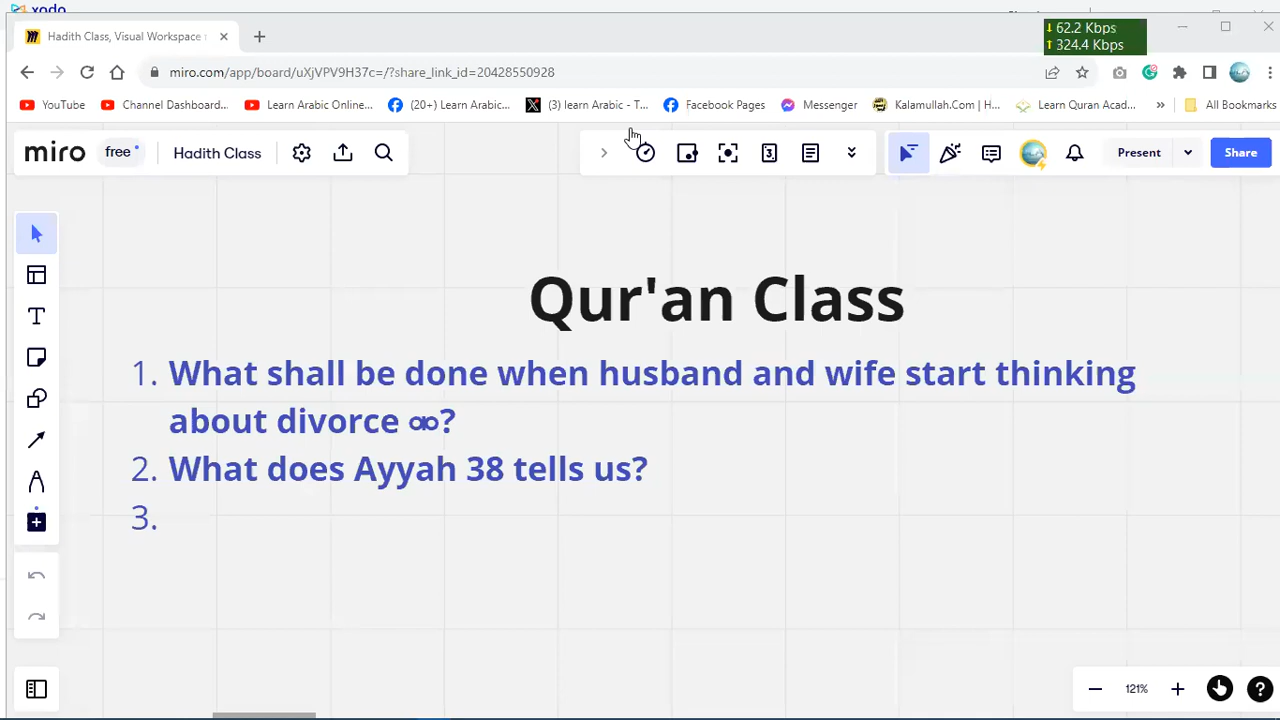 xodo
Hadith Class, Visual Workspace f
62.2 Kbps
324.4 Kbps
miro.com/app/board/uXjVPV9H37c=/?share_link_id=20428550828
YouTube
Channel Dashboard...
Learn Arabic Online...
(20+) Learn Arabic...
(3) learn Arabic - T...
Facebook Pages
Messenger
Kalamullah.Com | H...
Learn Quran Acad...
»
All Bookmarks
miro free
Hadith Class
Present
Share
Qur'an Class
1. What shall be done when husband and wife start thinking
about divorce ?
2. What does Ayyah 38 tells us?
3.
121%